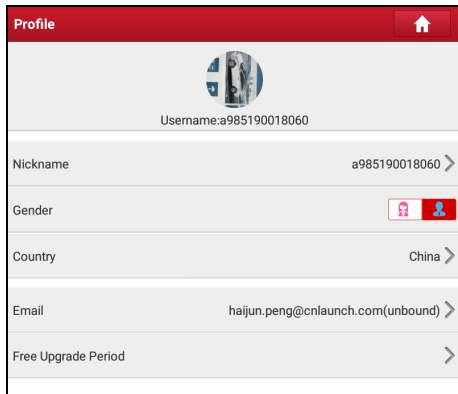 Profile
Username:a985190018060
Nickname a985190018060
Gender
Country China
Email haijun.peng@cnlaunch.com(unbound)
Free Upgrade Period